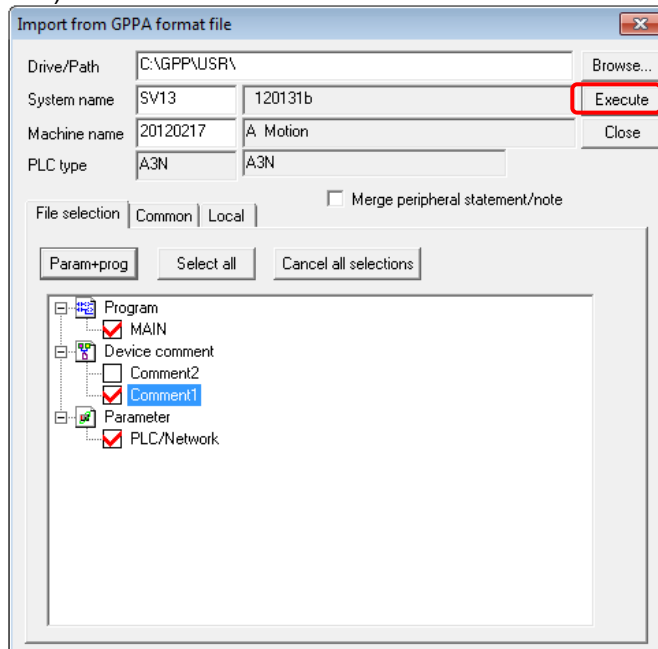 Import from GPPA format file
Drive/Path C:\GPP\USR\ Browse...
System name SV13 120131b Execute
Machine name 20120217 A Motion Close
PLC type A3N A3N
Merge peripheral statement/note
File selection Common Local
Param+prog Select all Cancel all selections
Program
MAIN
Device comment
Comment2
Comment1
Parameter
PLC/Network